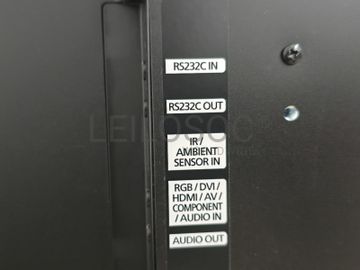 RS232C IN
RS232C OUT
IR /
AMBIENT
SENSOR IN
RGB / DVI /
HDMI / AV /
COMPONENT
/ AUDIO IN
AUDIO OUT